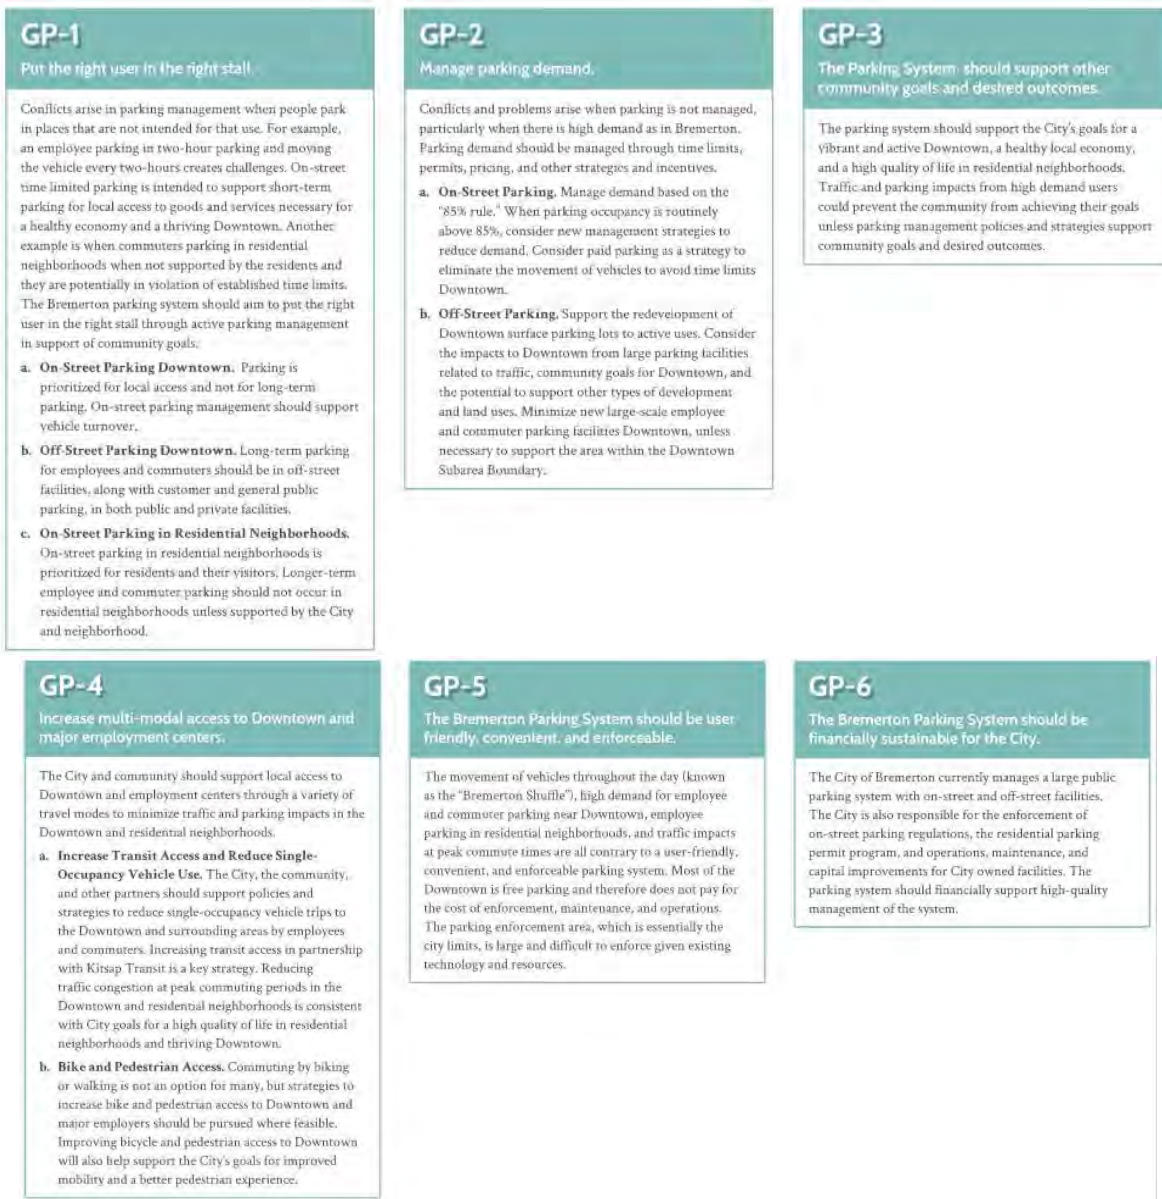 GP-1
Put the right user in the right stall.
Conflicts arise in parking management when people park
in places that are not intended for that use. For example,
an employee parking in two-hour parking and moving
the vehicle every two-hours creates challenges. On-street
time limited parking is intended to support short-term
parking for local access to goods and services necessary for
a healthy economy and a thriving Downtown. Another
example is when commuters parking in residential
neighborhoods when not supported by the residents and
they are potentially in violation of established time limits.
The Bremerton parking system should aim to put the right
user in the right stall through active parking management
in support of community goals.
a. On-Street Parking Downtown. Parking is
prioritized for local access and not for long-term
parking. On-street parking management should support
vehicle turnover.
b. Off-Street Parking Downtown. Long-term parking
for employees and commuters should be in off-street
facilities, along with customer and general public
parking, in both public and private facilities.
c. On-Street Parking in Residential Neighborhoods.
On-street parking in residential neighborhoods is
prioritized for residents and their visitors. Longer-term
employee and commuter parking should not occur in
residential neighborhoods unless supported by the City
and neighborhood.
GP-2
Manage parking demand.
Conflicts and problems arise when parking is not managed,
particularly when there is high demand as in Bremerton.
Parking demand should be managed through time limits,
permits, pricing, and other strategies and incentives.
a. On-Street Parking. Manage demand based on the
"85% rule." When parking occupancy is routinely
above 85%, consider new management strategies to
reduce demand. Consider paid parking as a strategy to
eliminate the movement of vehicles to avoid time limits
Downtown.
b. Off-Street Parking. Support the redevelopment of
Downtown surface parking lots to active uses. Consider
the impacts to Downtown from large parking facilities
related to traffic, community goals for Downtown, and
the potential to support other types of development
and land uses. Minimize new large-scale employee
and commuter parking facilities Downtown, unless
necessary to support the area within the Downtown
Subarea Boundary.
GP-3
The Parking System should support other
community goals and desired outcomes.
The parking system should support the City's goals for a
vibrant and active Downtown, a healthy local economy,
and a high quality of life in residential neighborhoods.
Traffic and parking impacts from high demand users
could prevent the community from achieving their goals
unless parking management policies and strategies support
community goals and desired outcomes.
GP-4
Increase multi-modal access to Downtown and
major employment centers.
The City and community should support local access to
Downtown and employment centers through a variety of
travel modes to minimize traffic and parking impacts in the
Downtown and residential neighborhoods.
a. Increase Transit Access and Reduce Single-
Occupancy Vehicle Use. The City, the community,
and other partners should support policies and
strategies to reduce single-occupancy vehicle trips to
the Downtown and surrounding areas by employees
and commuters. Increasing transit access in partnership
with Kitsap Transit is a key strategy. Reducing
traffic congestion at peak commuting periods in the
Downtown and residential neighborhoods is consistent
with City goals for a high quality of life in residential
neighborhoods and thriving Downtown.
b. Bike and Pedestrian Access. Commuting by biking
or walking is not an option for many, but strategies to
increase bike and pedestrian access to Downtown and
major employers should be pursued where feasible.
Improving bicycle and pedestrian access to Downtown
will also help support the City's goals for improved
mobility and a better pedestrian experience.
GP-5
The Bremerton Parking System should be user
friendly, convenient, and enforceable.
The movement of vehicles throughout the day (known
as the "Bremerton Shuffle"), high demand for employee
and commuter parking near Downtown, employee
parking in residential neighborhoods, and traffic impacts
at peak commute times are all contrary to a user-friendly,
convenient, and enforceable parking system. Most of the
Downtown is free parking and therefore does not pay for
the cost of enforcement, maintenance, and operations.
The parking enforcement area, which is essentially the
city limits, is large and difficult to enforce given existing
technology and resources.
GP-6
The Bremerton Parking System should be
financially sustainable for the City.
The City of Bremerton currently manages a large public
parking system with on-street and off-street facilities.
The City is also responsible for the enforcement of
on-street parking regulations, the residential parking
permit program, and operations, maintenance, and
capital improvements for City owned facilities. The
parking system should financially support high-quality
management of the system.